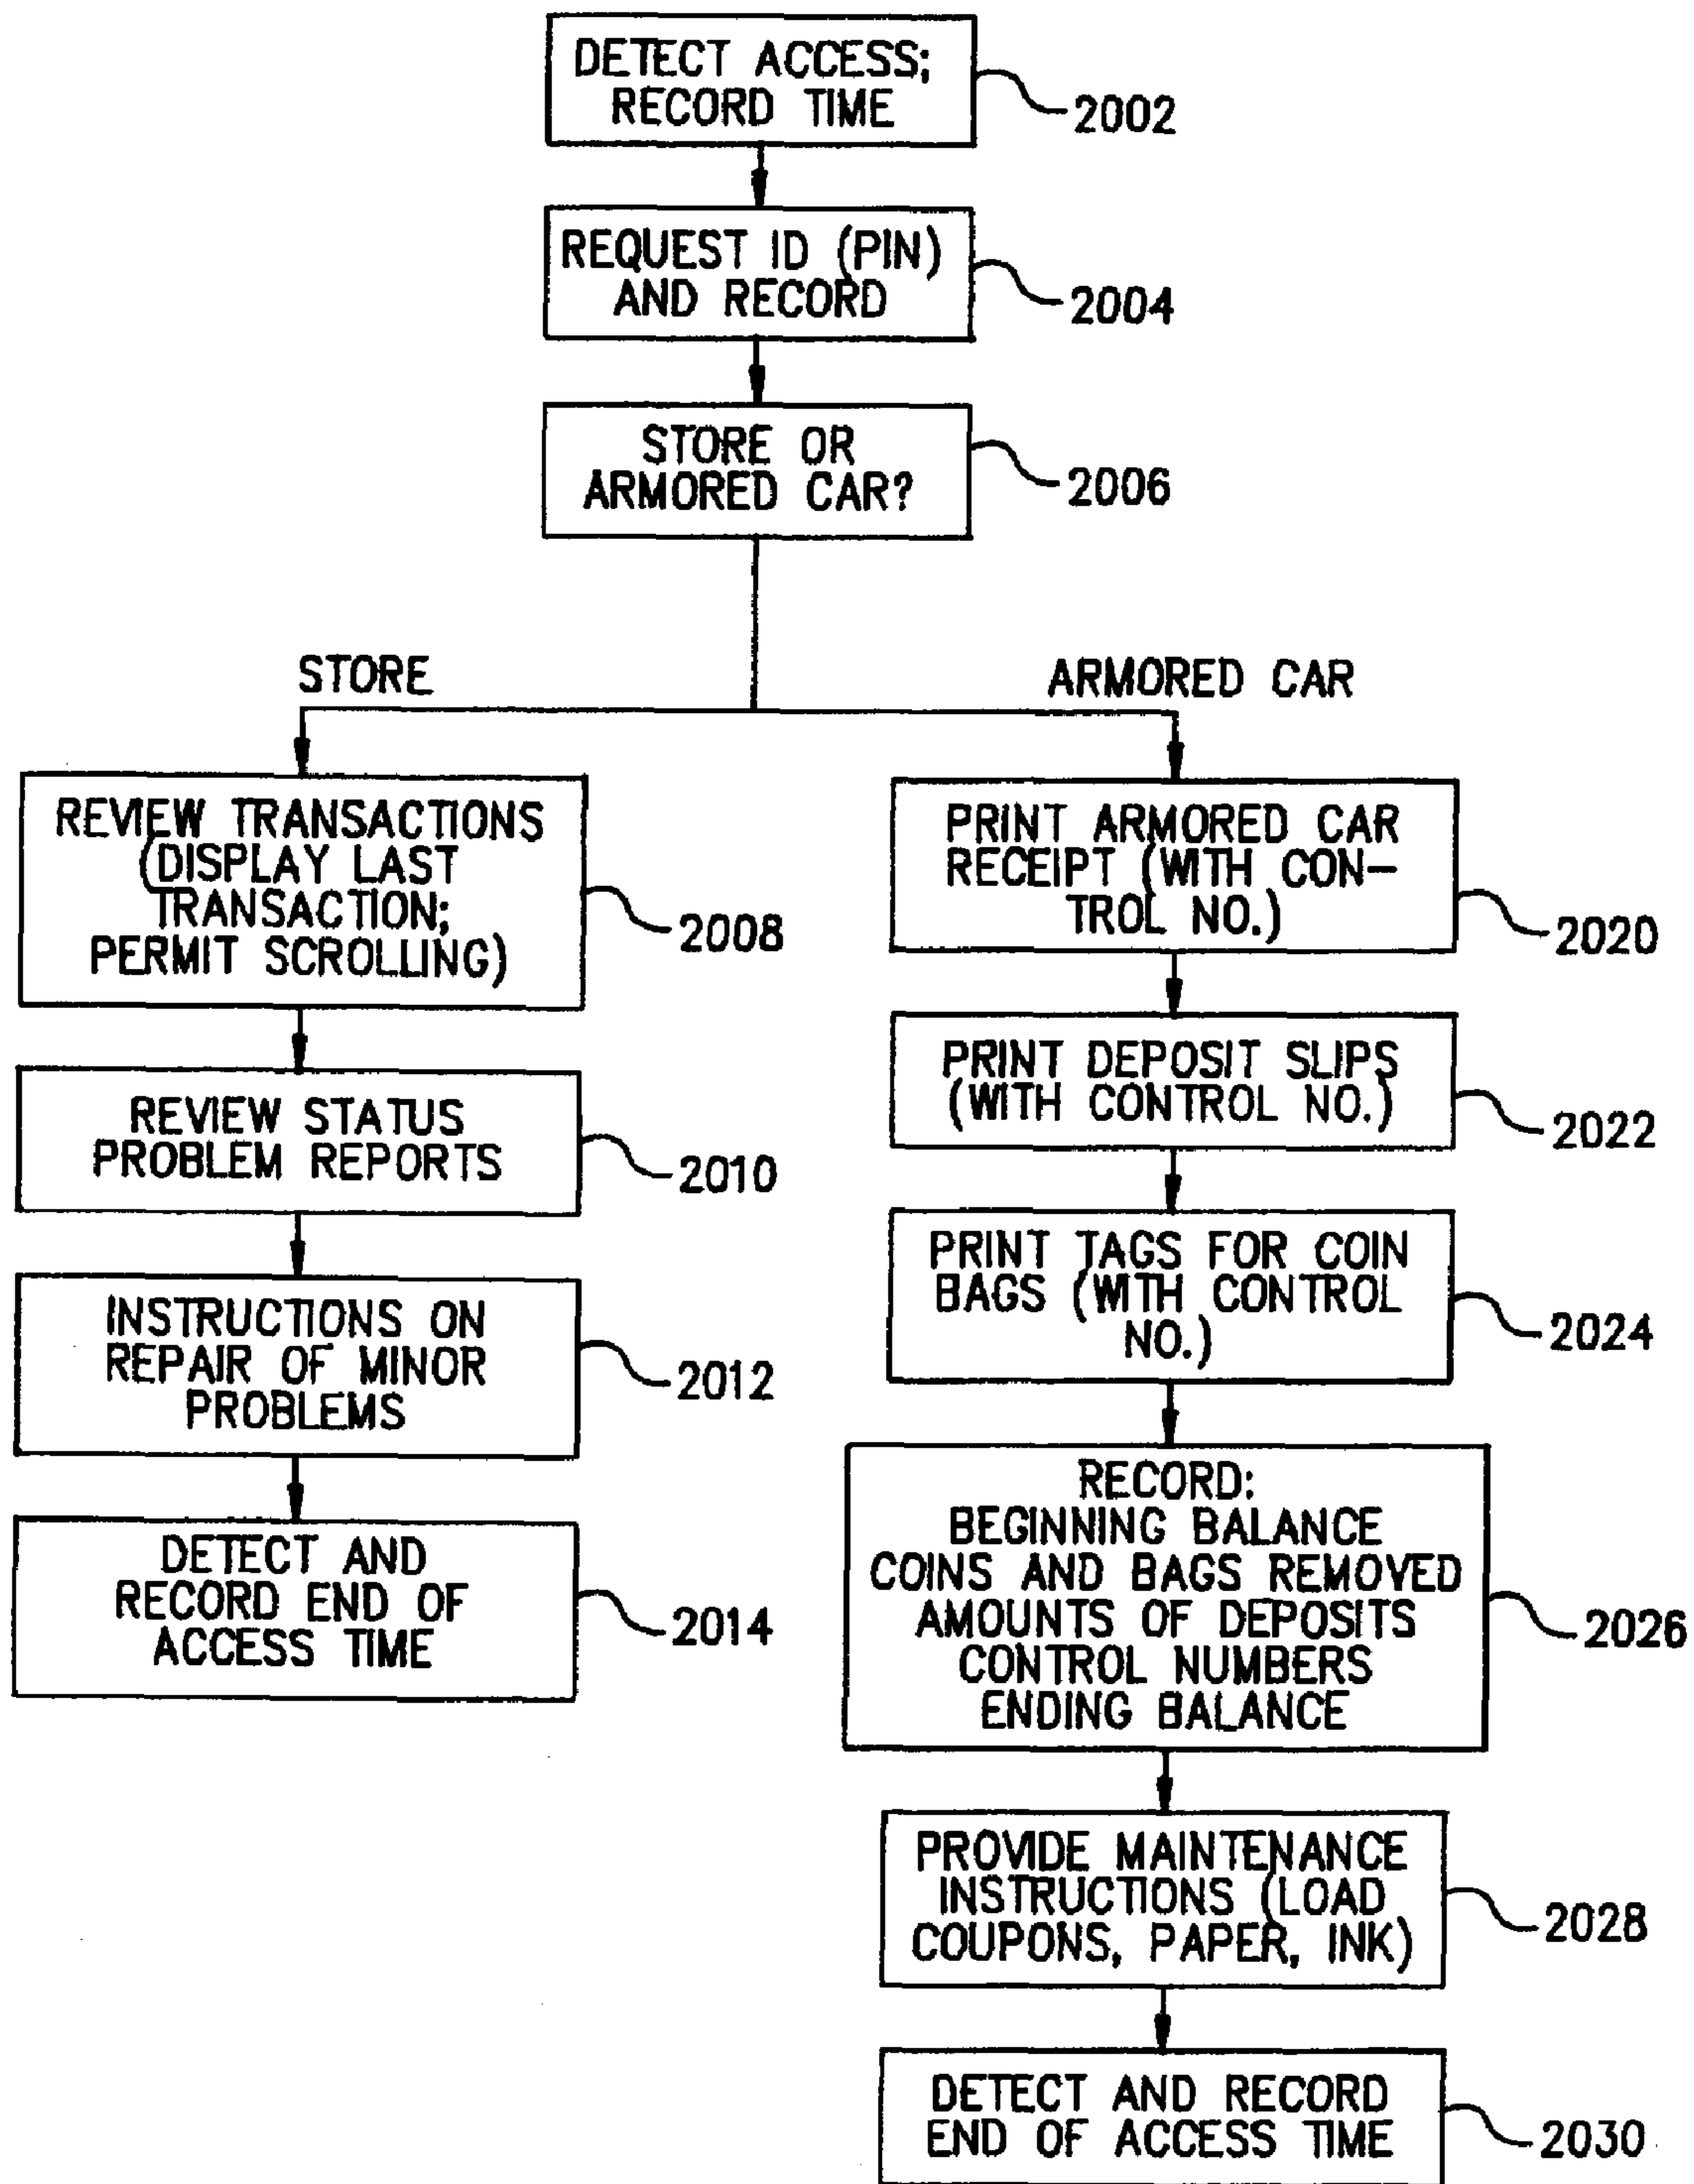 DETECT ACCESS;
RECORD TIME
2002
REQUEST ID (PIN)
AND RECORD
2004
STORE OR
ARMORED CAR?
2006
STORE
REVIEW TRANSACTIONS
(DISPLAY LAST
TRANSACTION;
PERMIT SCROLLING)
2008
REVIEW STATUS
PROBLEM REPORTS
2010
INSTRUCTIONS ON
REPAIR OF MINOR
PROBLEMS
2012
DETECT AND
RECORD END OF
ACCESS TIME
2014
ARMORED CAR
PRINT ARMORED CAR
RECEIPT (WITH CON-
TROL NO.)
2020
PRINT DEPOSIT SLIPS
(WITH CONTROL NO.)
2022
PRINT TAGS FOR COIN
BAGS (WITH CONTROL
NO.)
2024
RECORD:
BEGINNING BALANCE
COINS AND BAGS REMOVED
AMOUNTS OF DEPOSITS
CONTROL NUMBERS
ENDING BALANCE
2026
PROVIDE MAINTENANCE
INSTRUCTIONS (LOAD
COUPONS, PAPER, INK)
2028
DETECT AND RECORD
END OF ACCESS TIME
2030